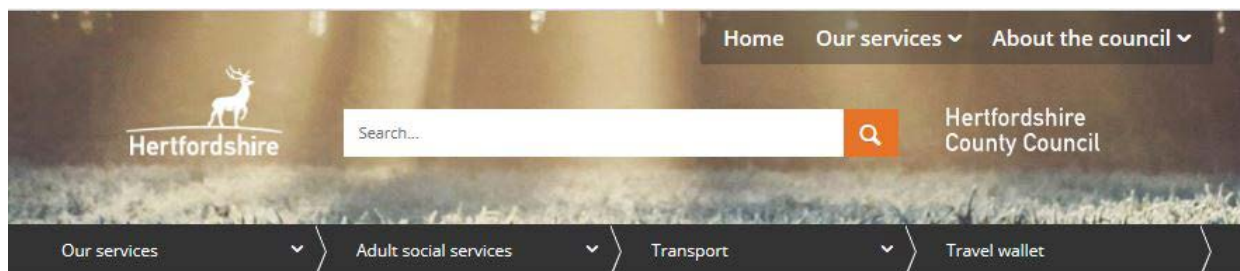 Home Our services About the council
Hertfordshire
Search...
Hertfordshire
County Council
Our services Adult social services Transport Travel wallet